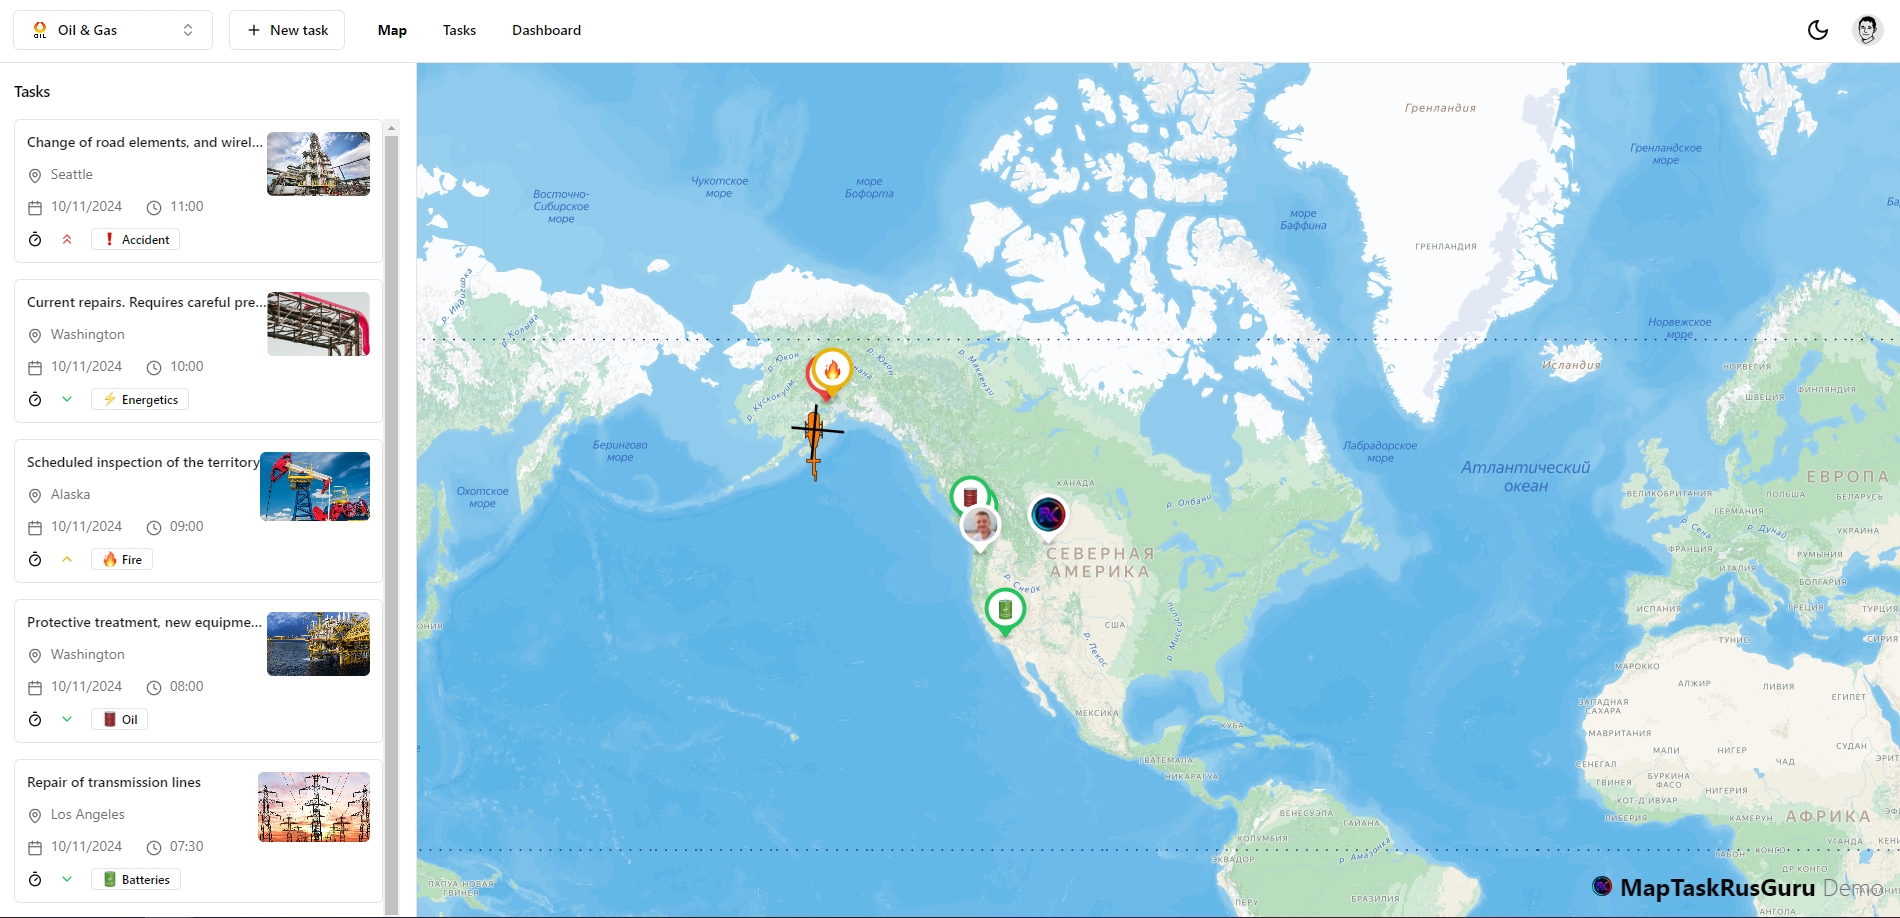 OIL
Oil & Gas
New task
Map
Tasks
Dashboard
Tasks
Change of road elements, and wirel...
Seattle
10/11/2024
11:00
Accident
Current repairs. Requires careful pre...
Washington
10/11/2024
10:00
Energetics
Scheduled inspection of the territory
Alaska
10/11/2024
09:00
Fire
Protective treatment, new equipme...
Washington
10/11/2024
08:00
Oil
Repair of transmission lines
Los Angeles
10/11/2024
07:30
Batteries
Гренландия
Гренландское
море
Чукотское
море
море
Бофорта
Восточно-
Сибирское
море
море
Баффина
ГРЕНЛАНДИЯ
р. Индигирка
р. Колыма
Норвежское
море
Исландия
НОРВЕГИЯ
ФИНЛЯНДИЯ
ШВЕЦИЯ
р. Юкон
р. Юкон
р. Маккензи
р. Кускокуим
Берингово
море
Охотское
море
Лабрадорское
море
Атлантический
океан
ЕВРОПА
КАНАДА
р. Олбани
ВЕЛИКОБРИТАНИЯ
ПОЛЬША
БЕЛАРУСЬ
ГЕРМАНИЯ
УКРАИНА
р. Сена
р. Дунай
ФРАНЦИЯ
РУМЫНИЯ
ИТАЛИЯ
БОЛГАРИЯ
СЕВЕРНАЯ
АМЕРИКА
р. Снейк
ИСПАНИЯ
ГРЕЦИЯ
ТУРЦИЯ
США
р. Пекос
ТУНИС
СИРИЯ
МАРОККО
АЛЖИР
ЛИВИЯ
ЕГИПЕТ
ЗАПАДНАЯ
САХАРА
МЕКСИКА
КУБА
МАВРИТАНИЯ
МАЛИ
НИГЕР
СУДАН
ГВАТЕМАЛА
НИКАРАГУА
СЕНЕГАЛ
ЧАД
ГВИНЕЯ
БУРКИНА
ФАСО
НИГЕРИЯ
КОТ-Д'ИВУАР
ЛИБЕРИЯ
КАМЕРУН
АФРИКА
ВЕНЕСУЭЛА
ГАЙАНА
КОЛУМБИЯ
ЭКВАДОР
р. Амазонка
ГАБОН
КОНГО
УГАНДА
ДР КОНГО
ПАПУА НОВАЯ
ГВИНЕЯ
ПЕРУ
БРАЗИЛИЯ
АНГОЛА
MapTaskRusGuru Demo